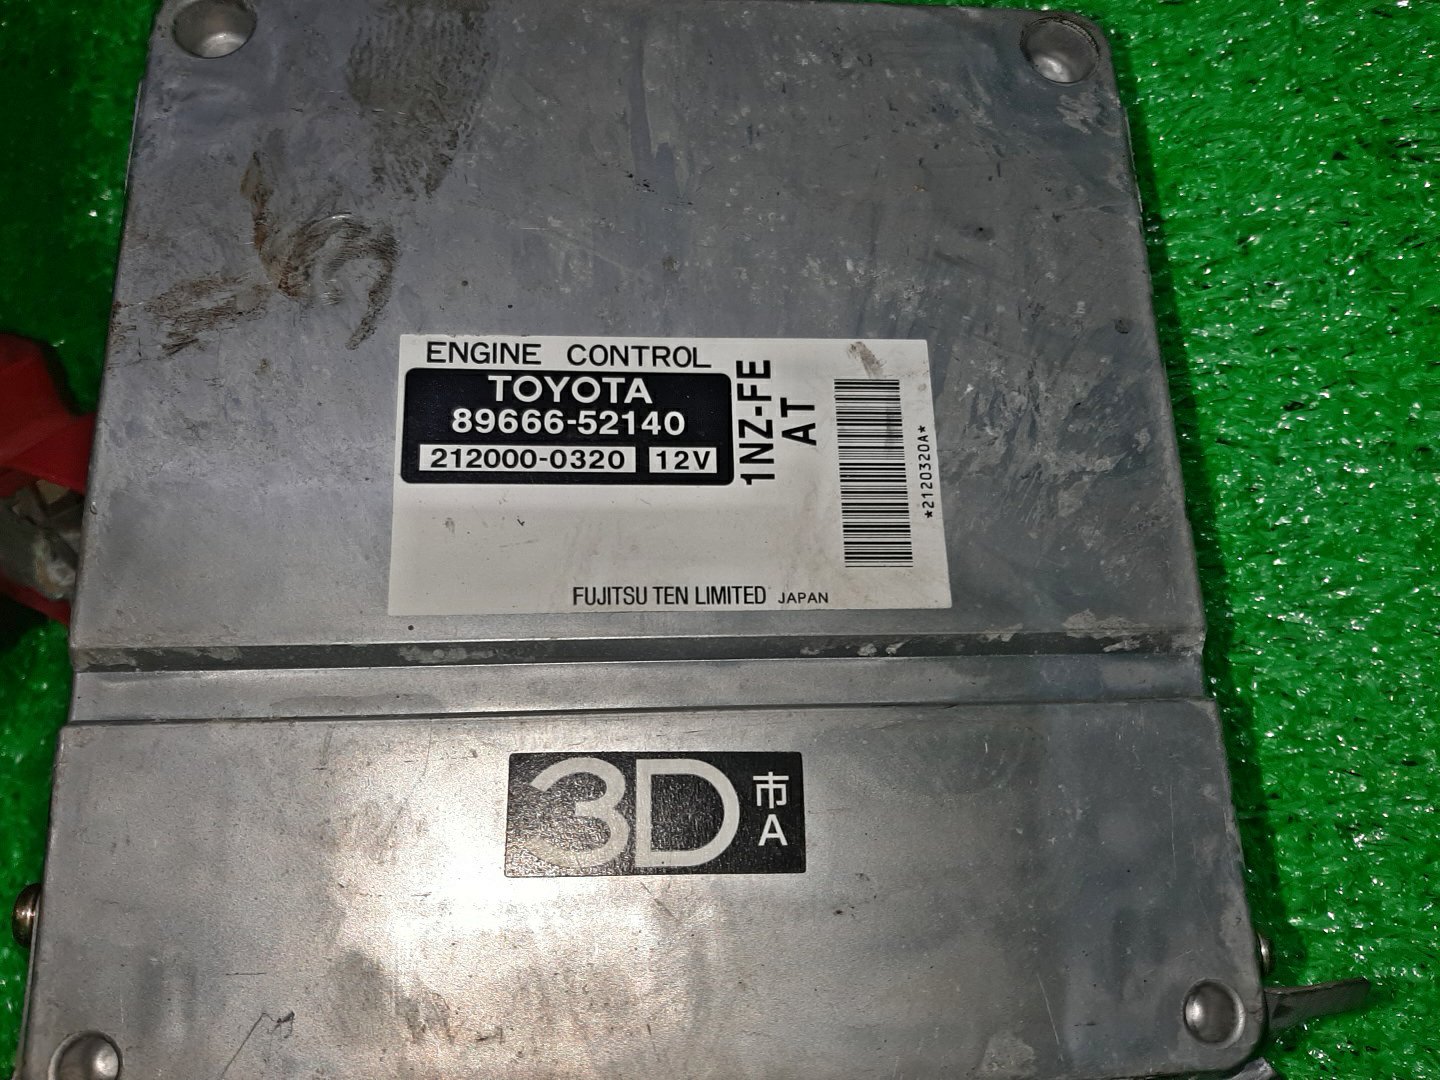 ENGINE CONTROL
TOYOTA
89666-52140
212000-0320 12V
1NZ-FE
AT
*2120320A*
FUJITSU TEN LIMITED JAPAN
3D
市
A